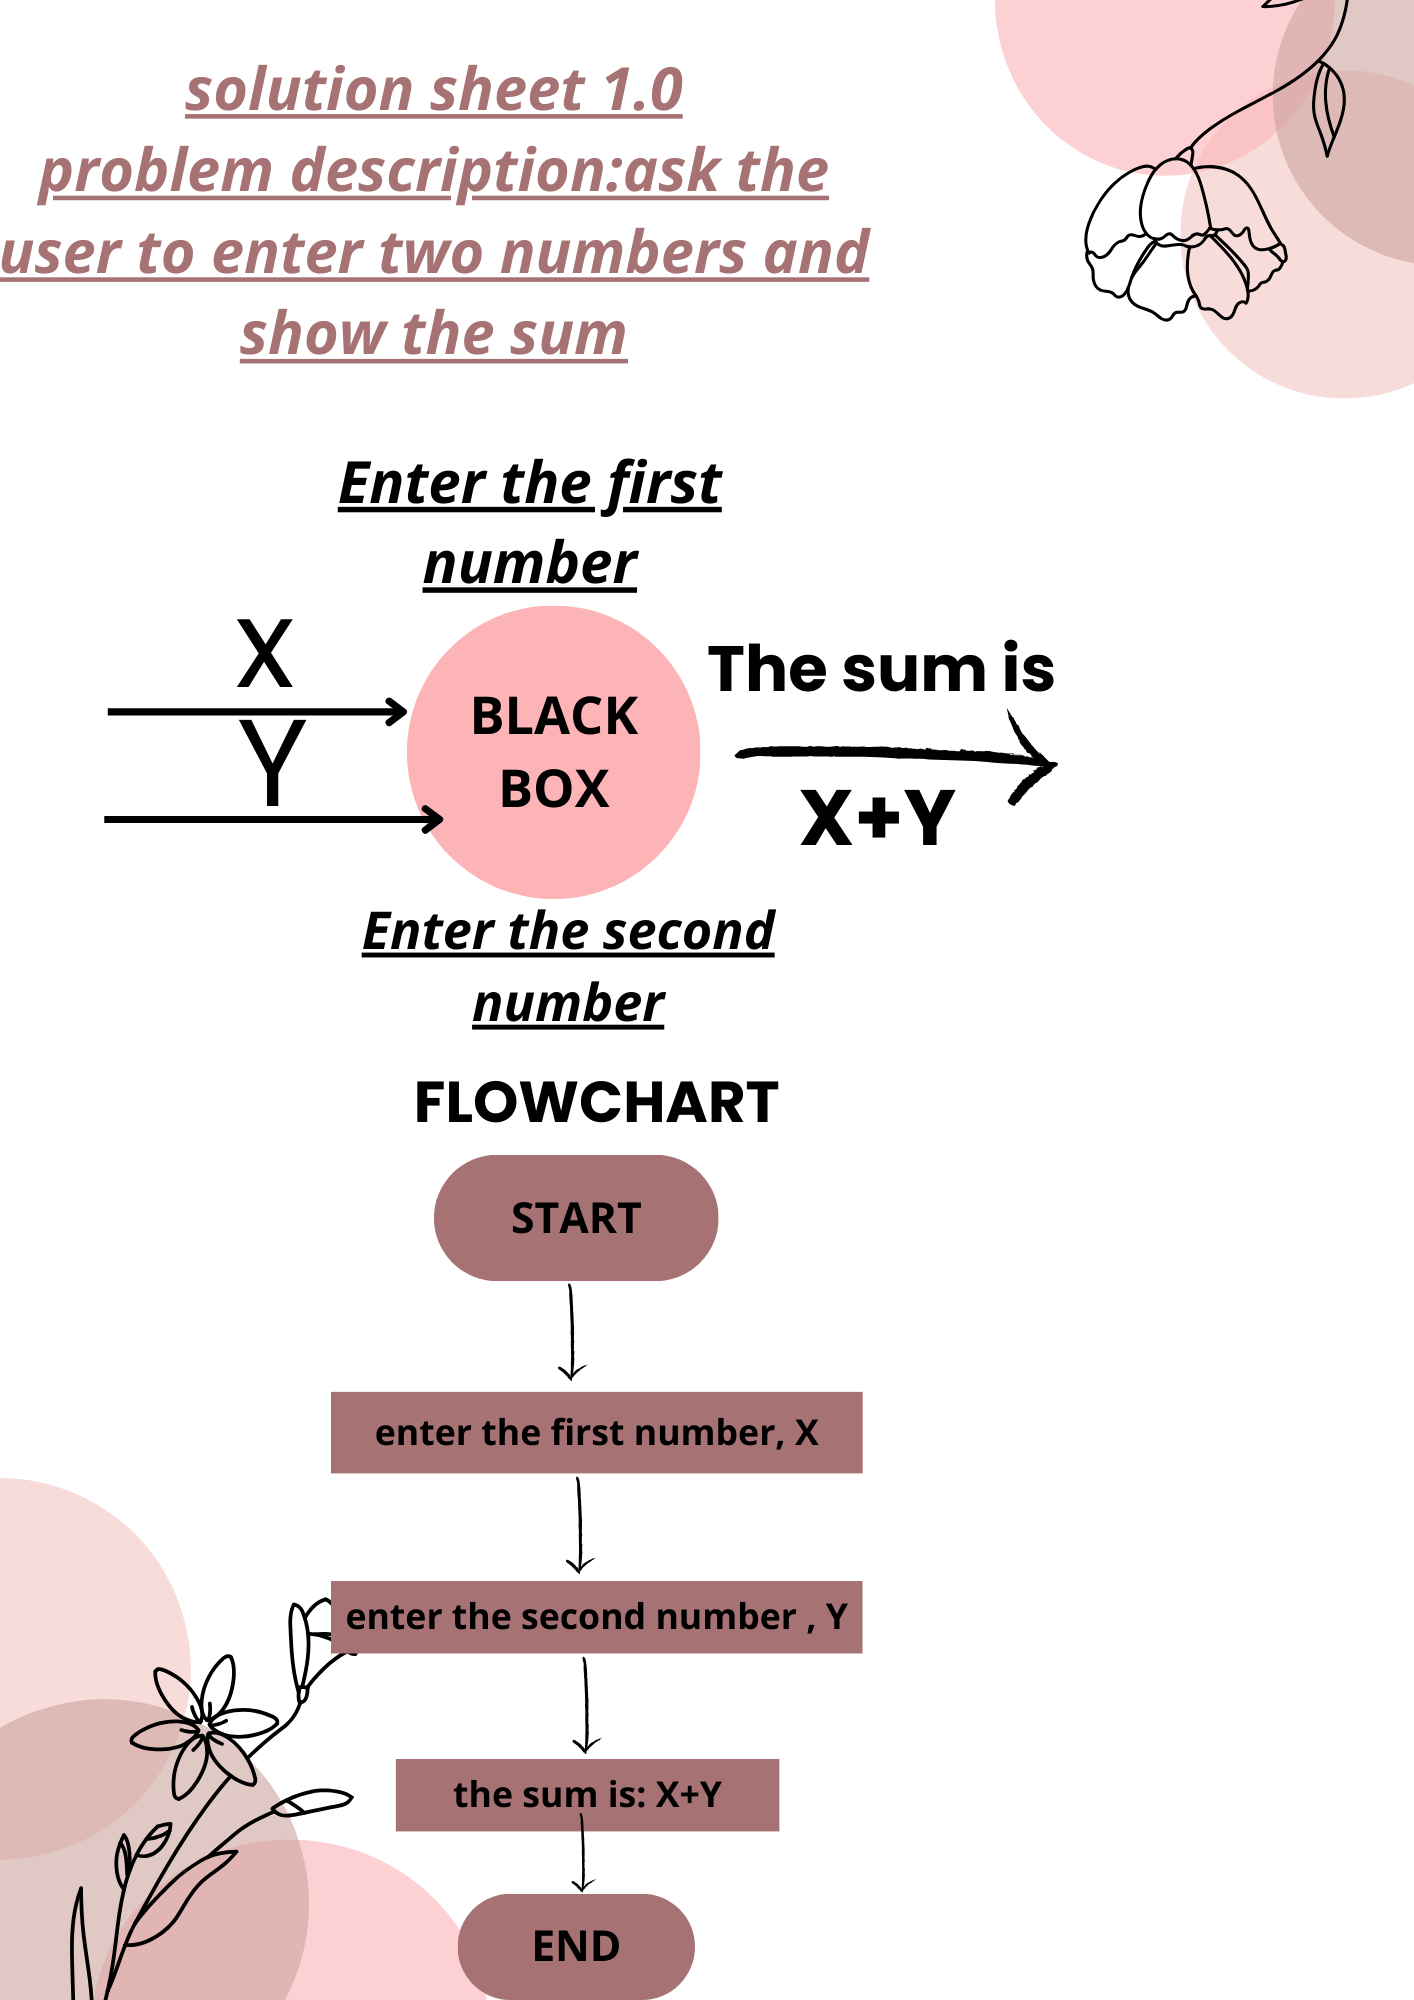 solution sheet 1.0
problem description:ask the
user to enter two numbers and
show the sum
Enter the first
number
X
Y
BLACK
BOX
The sum is
X+Y
Enter the second
number
FLOWCHART
START
enter the first number, X
enter the second number , Y
the sum is: X+Y
END